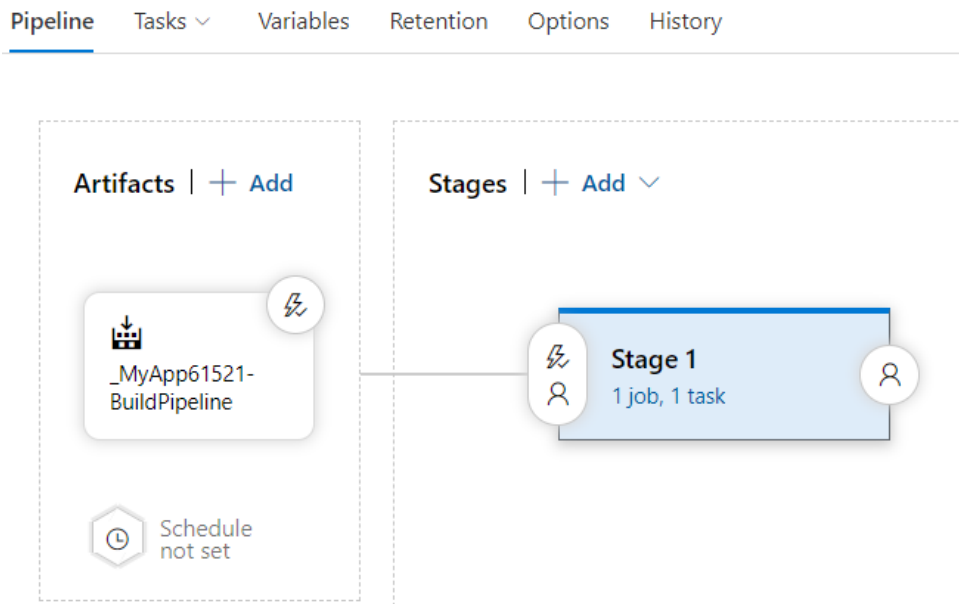 Pipeline Tasks Variables Retention Options History
Artifacts | + Add
Stages | + Add
_MyApp61521-
BuildPipeline
Stage 1
1 job, 1 task
Schedule
not set